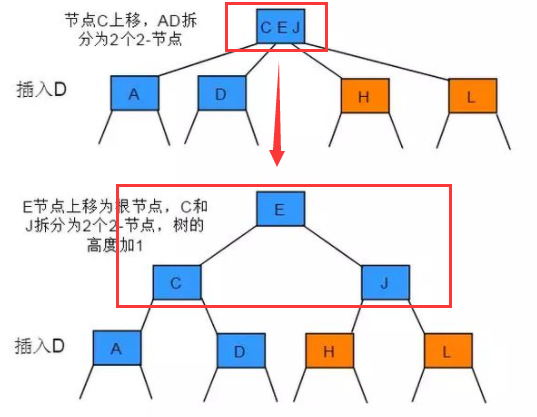 节点C上移，AD拆
分为2个2-节点
C E J
插入D
A
D
H
L
E节点上移为根节点，C和
J拆分为2个2-节点，树的
高度加1
E
C
J
插入D
A
D
H
L